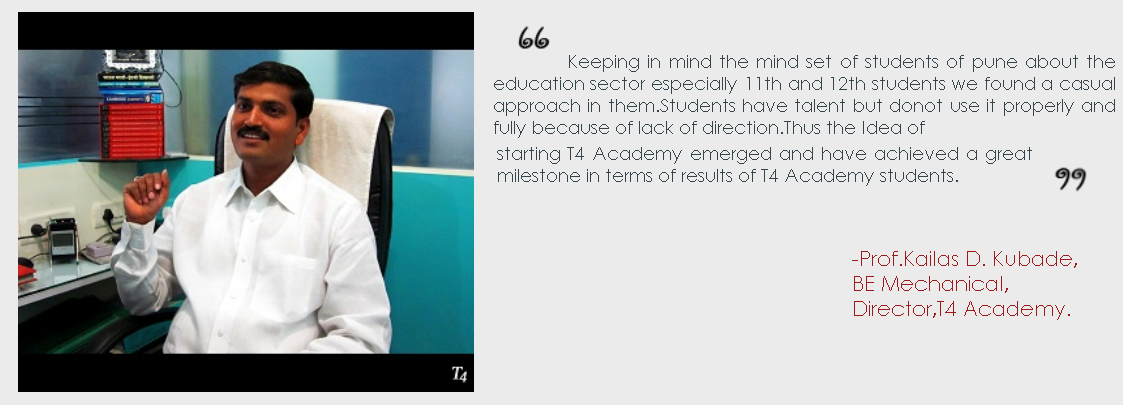 Keeping in mind the mind set of students of pune about the
education sector especially 11th and 12th students we found a casual
approach in them.Students have talent but donot use it properly and
fully because of lack of direction.Thus the Idea of
starting T4 Academy emerged and have achieved a great
milestone in terms of results of T4 Academy students.
-Prof.Kailas D. Kubade,
BE Mechanical,
Director,T4 Academy.
T4